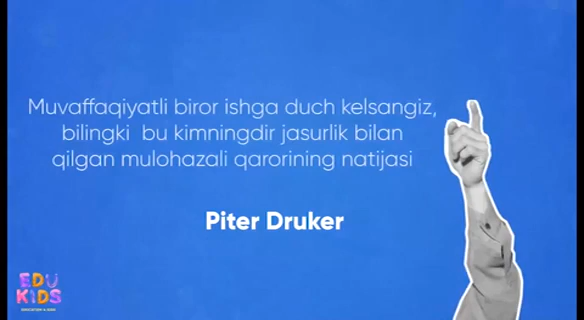 Muvaffaqiyatli biror ishga duch kelsangiz,
bilingki bu kimningdir jasurlik bilan
qilgan mulohazali qarorining natijasi
Piter Druker
EDU
KIDS